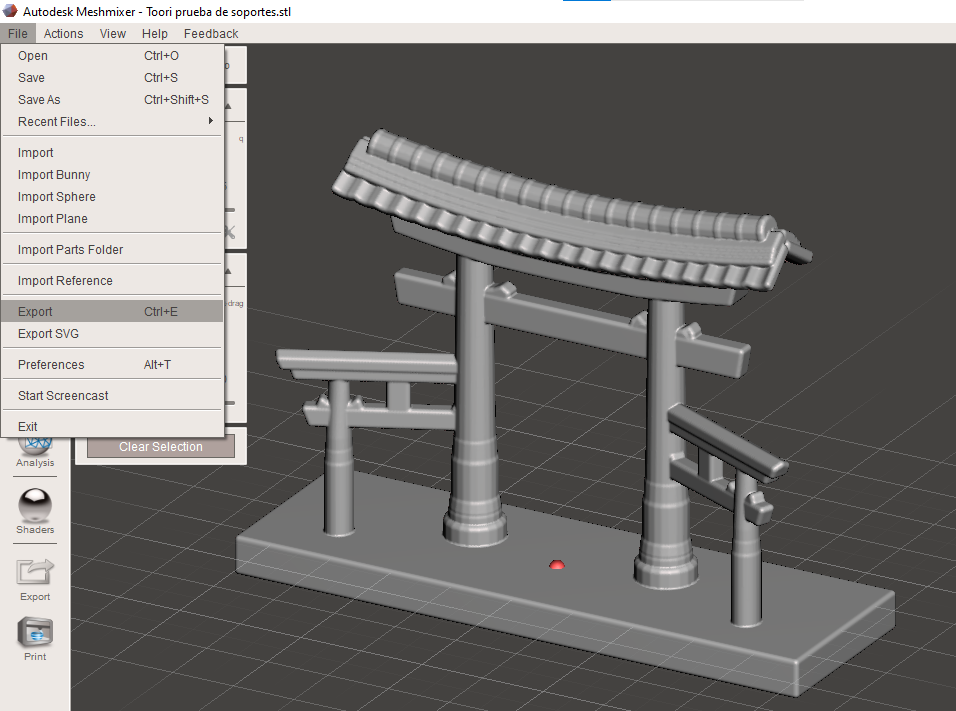 Autodesk Meshmixer - Toori prueba de soportes.stl
File Actions View Help Feedback
Open Ctrl+O
Save Ctrl+S
Save As Ctrl+Shift+S
Recent Files...
Import
Import Bunny
Import Sphere
Import Plane
Import Parts Folder
Import Reference
drag
Export Ctrl+E
Export SVG
Preferences Alt+T
Start Screencast
Exit
Clear Selection
Analysis
Shaders
Export
Print